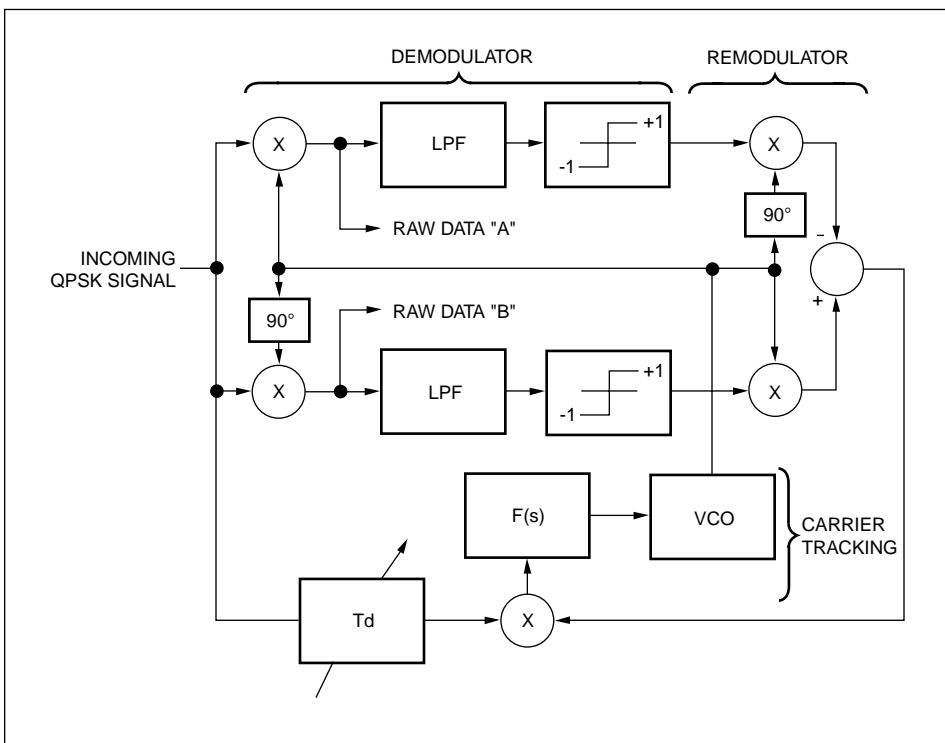 DEMODULATOR
REMODULATOR
X
LPF
+1
-1
X
RAW DATA "A"
90°
-
INCOMING
QPSK SIGNAL
+
90°
RAW DATA "B"
X
LPF
+1
-1
X
F(s)
VCO
CARRIER
TRACKING
Td
X